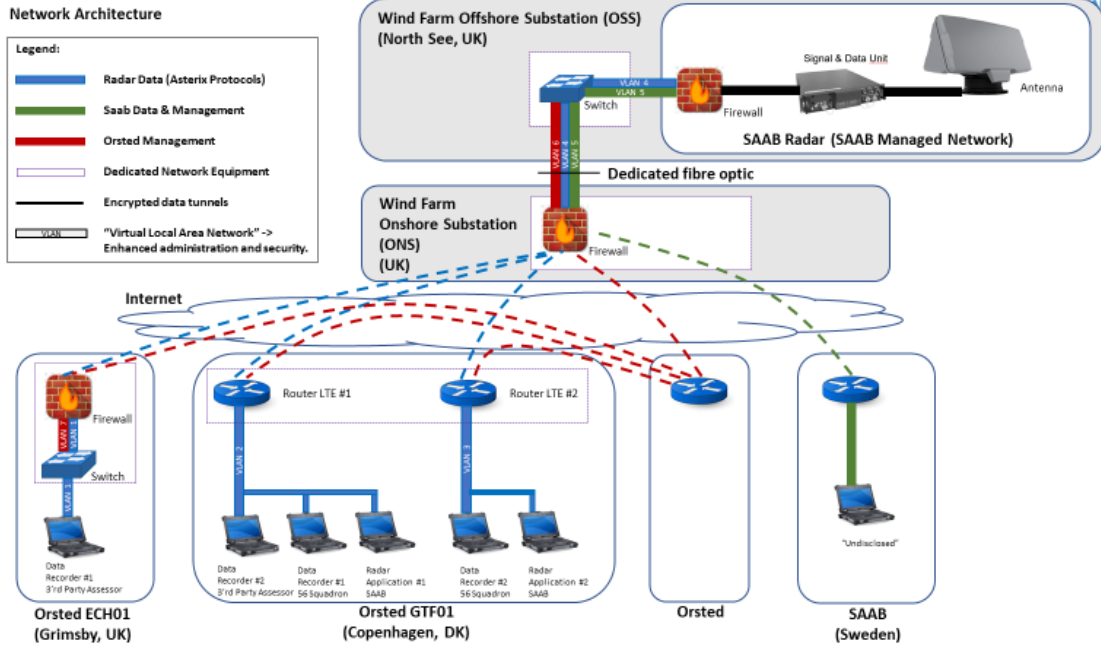 Network Architecture
Legend:
Radar Data (Asterix Protocols)
Saab Data & Management
Orsted Management
Dedicated Network Equipment
Encrypted data tunnels
VLAN
"Virtual Local Area Network" ->
Enhanced administration and security.
Wind Farm Offshore Substation (OSS)
(North See, UK)
VLAN 4
VLAN 5
Switch
Firewall
Signal & Data Unit
Antenna
SAAB Radar (SAAB Managed Network)
VLAN 6
VLAN 4
VLAN 5
Dedicated fibre optic
Wind Farm
Onshore Substation
(ONS)
(UK)
Firewall
Internet
Firewall
VLAN 7
VLAN 1
Switch
VLAN 1
Data
Recorder #1
3'rd Party Assessor
Orsted ECH01
(Grimsby, UK)
Router LTE #1
Router LTE #2
VLAN 2
VLAN 3
Data
Recorder #2
3'rd Party Assessor
Data
Recorder #1
56 Squadron
Radar
Application #1
SAAB
Data
Recorder #2
56 Squadron
Radar
Application #2
SAAB
Orsted GTF01
(Copenhagen, DK)
Orsted
"Undisclosed"
SAAB
(Sweden)